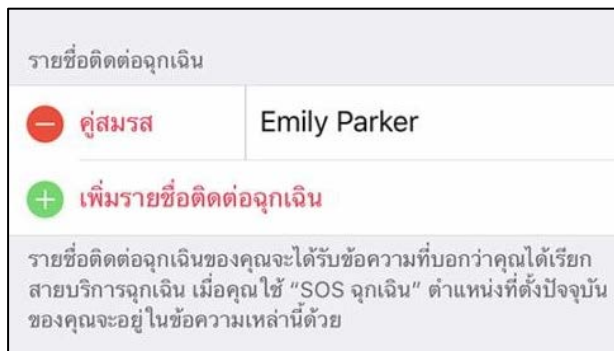 รายชื่อติดต่อฉุกเฉิน
คู่สมรส Emily Parker
เพิ่มรายชื่อติดต่อฉุกเฉิน
รายชื่อติดต่อฉุกเฉินของคุณจะได้รับข้อความที่บอกว่าคุณได้เรียก
สายบริการฉุกเฉิน เมื่อคุณใช้ “SOS ฉุกเฉิน” ตำแหน่งที่ตั้งปัจจุบัน
ของคุณจะอยู่ในข้อความเหล่านี้ด้วย